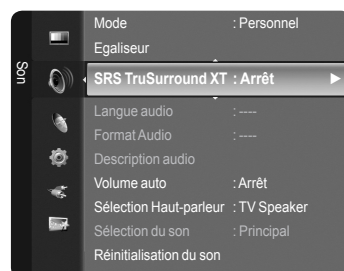 Son
Mode : Personnel
Egaliseur
SRS TruSurround XT : Arrêt
Langue audio : ----
Format Audio : ----
Description audio
Volume auto : Arrêt
Sélection Haut-parleur : TV Speaker
Sélection du son : Principal
Réinitialisation du son